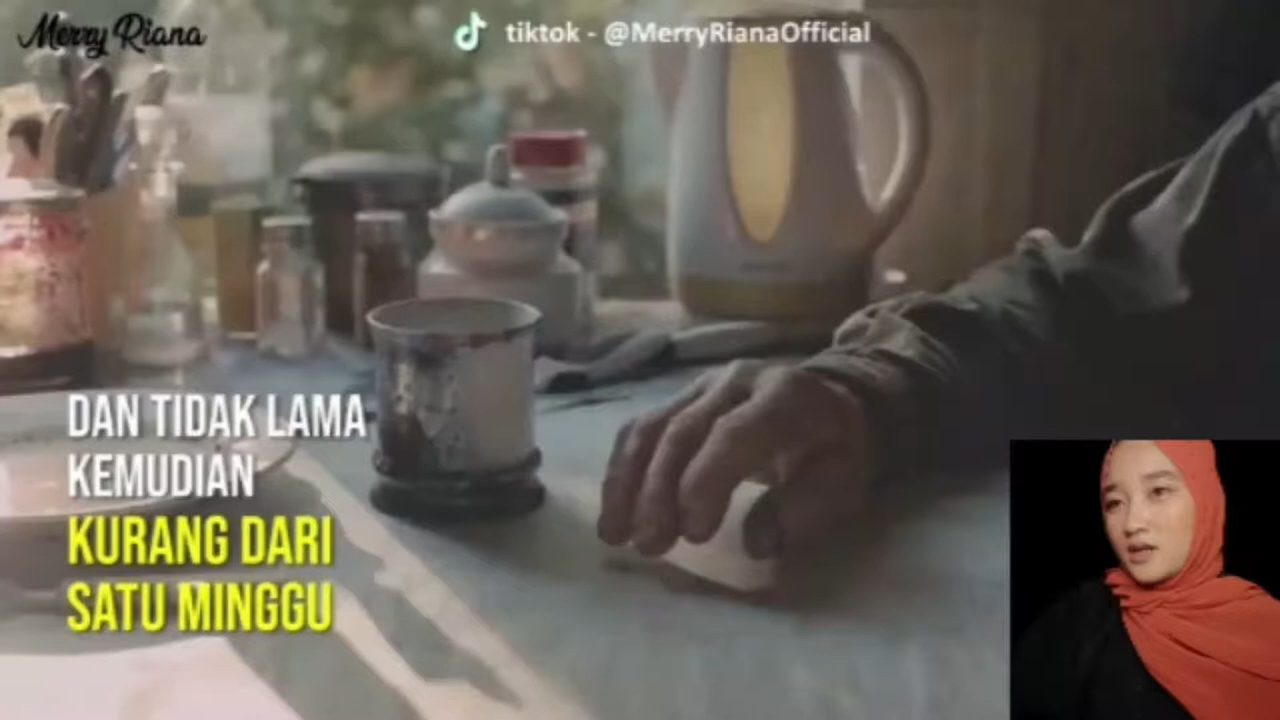 Merry Riana
tiktok - @MerryRianaOfficial
DAN TIDAK LAMA
KEMUDIAN
KURANG DARI
SATU MINGGU